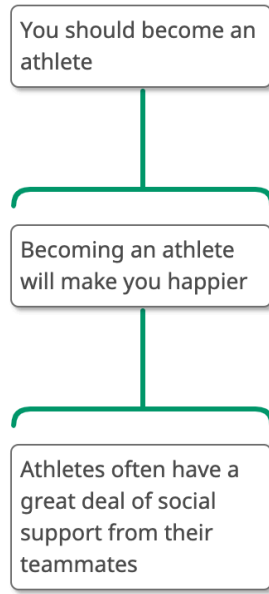 You should become an
athlete
Becoming an athlete
will make you happier
Athletes often have a
great deal of social
support from their
teammates